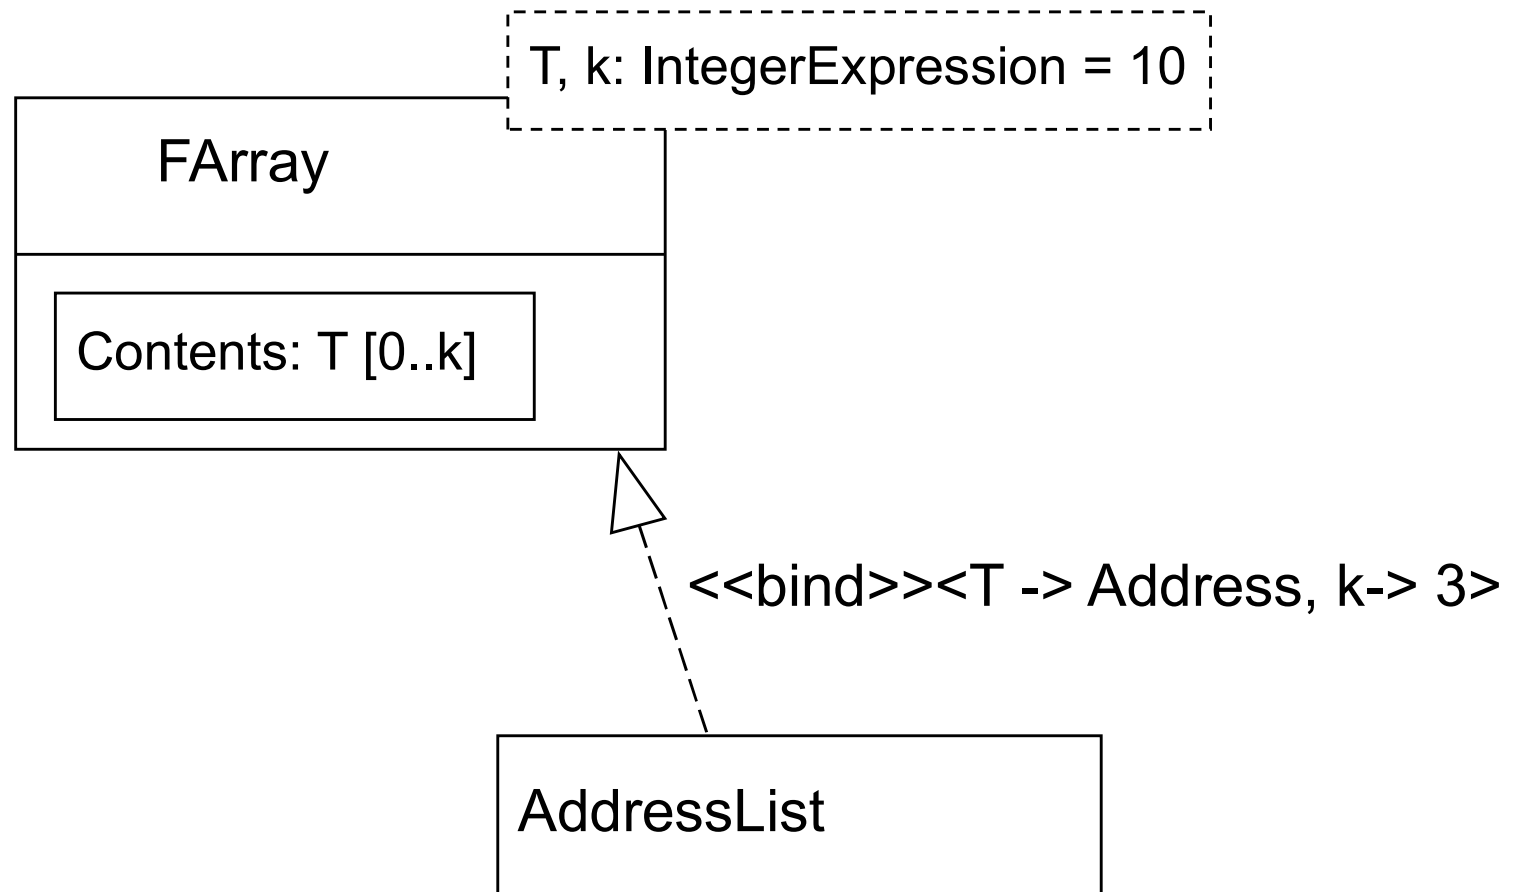 T, k: IntegerExpression = 10
FArray
Contents: T [0..k]
<<bind>><T -> Address, k-> 3>
AddressList